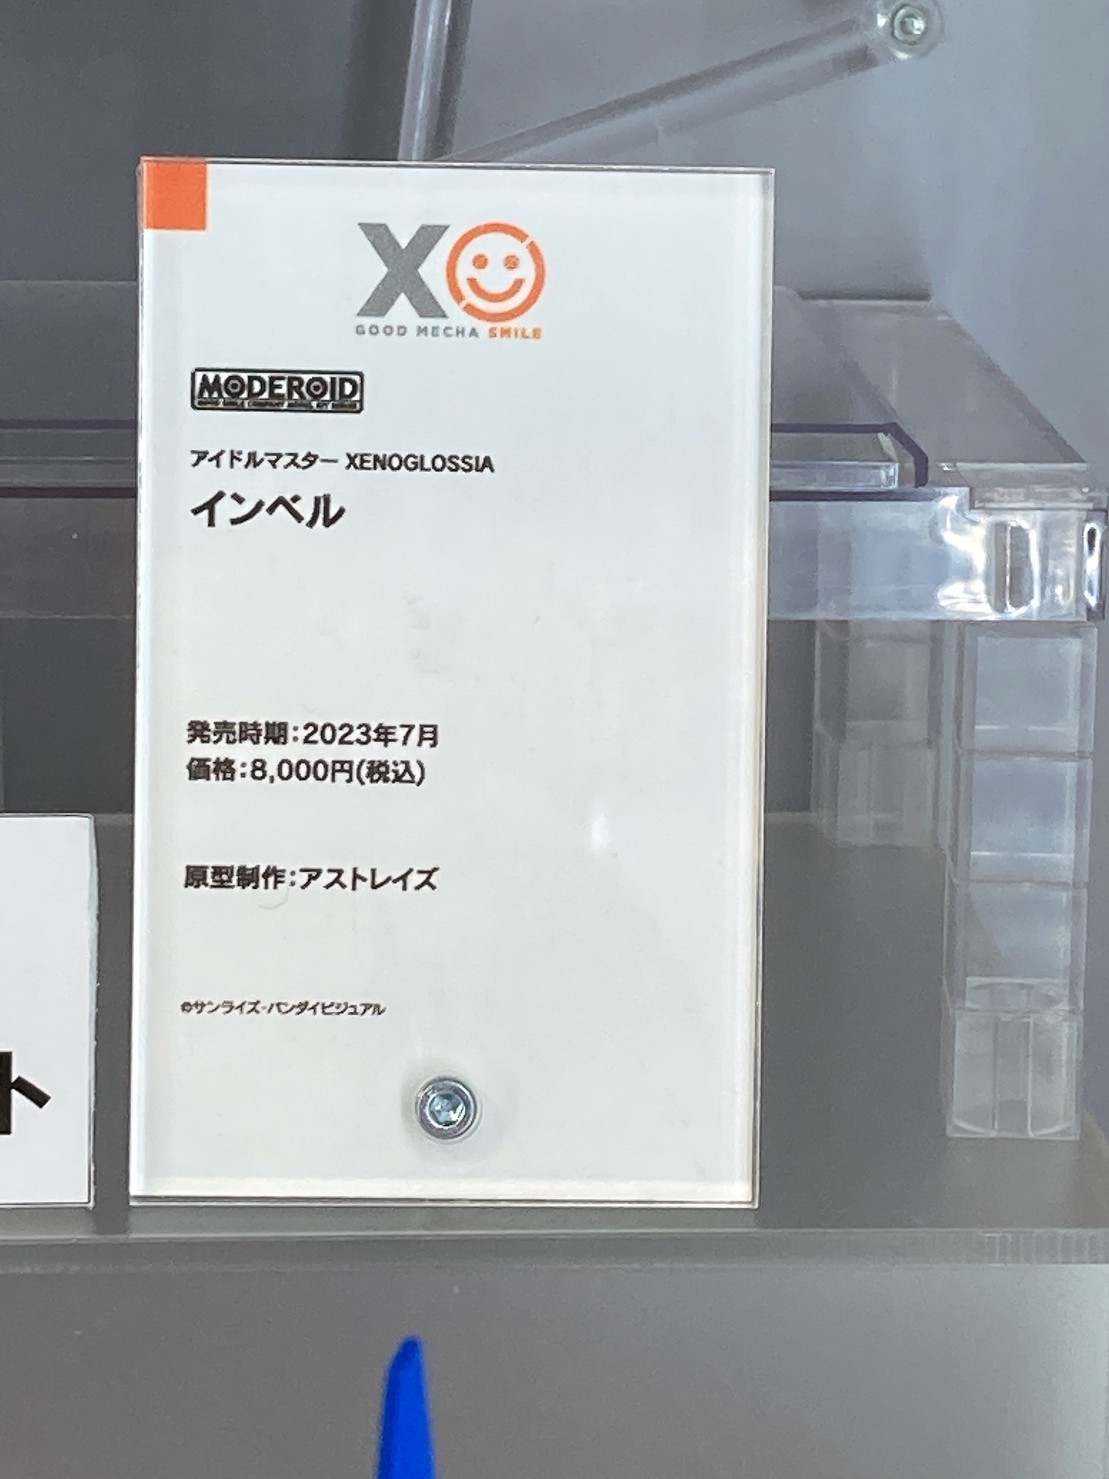 XO
GOOD MECHA SMILE
MODEROID
アイドルマスター XENOGLOSSIA
インベル
発売時期：2023年7月
価格：8,000円(税込)
原型制作：アストレイズ
©サンライズ・バンダイビジュアル
ト